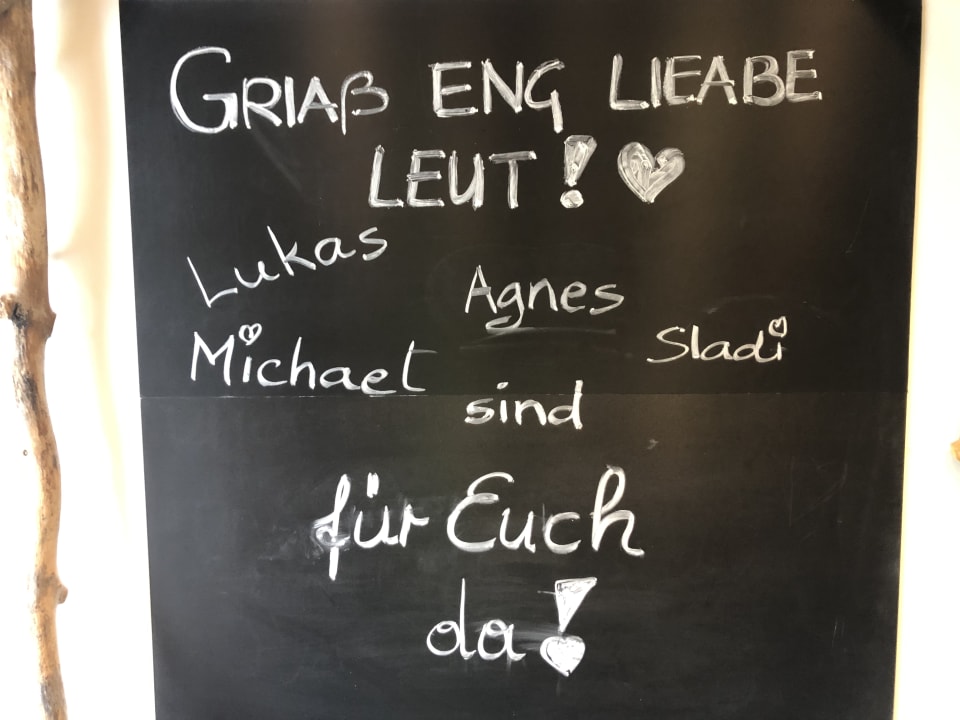 GRIAß ENG LIEABE
LEUT! ♥
Lukas
Agnes
Michael
Sladi
sind
für Euch
da!